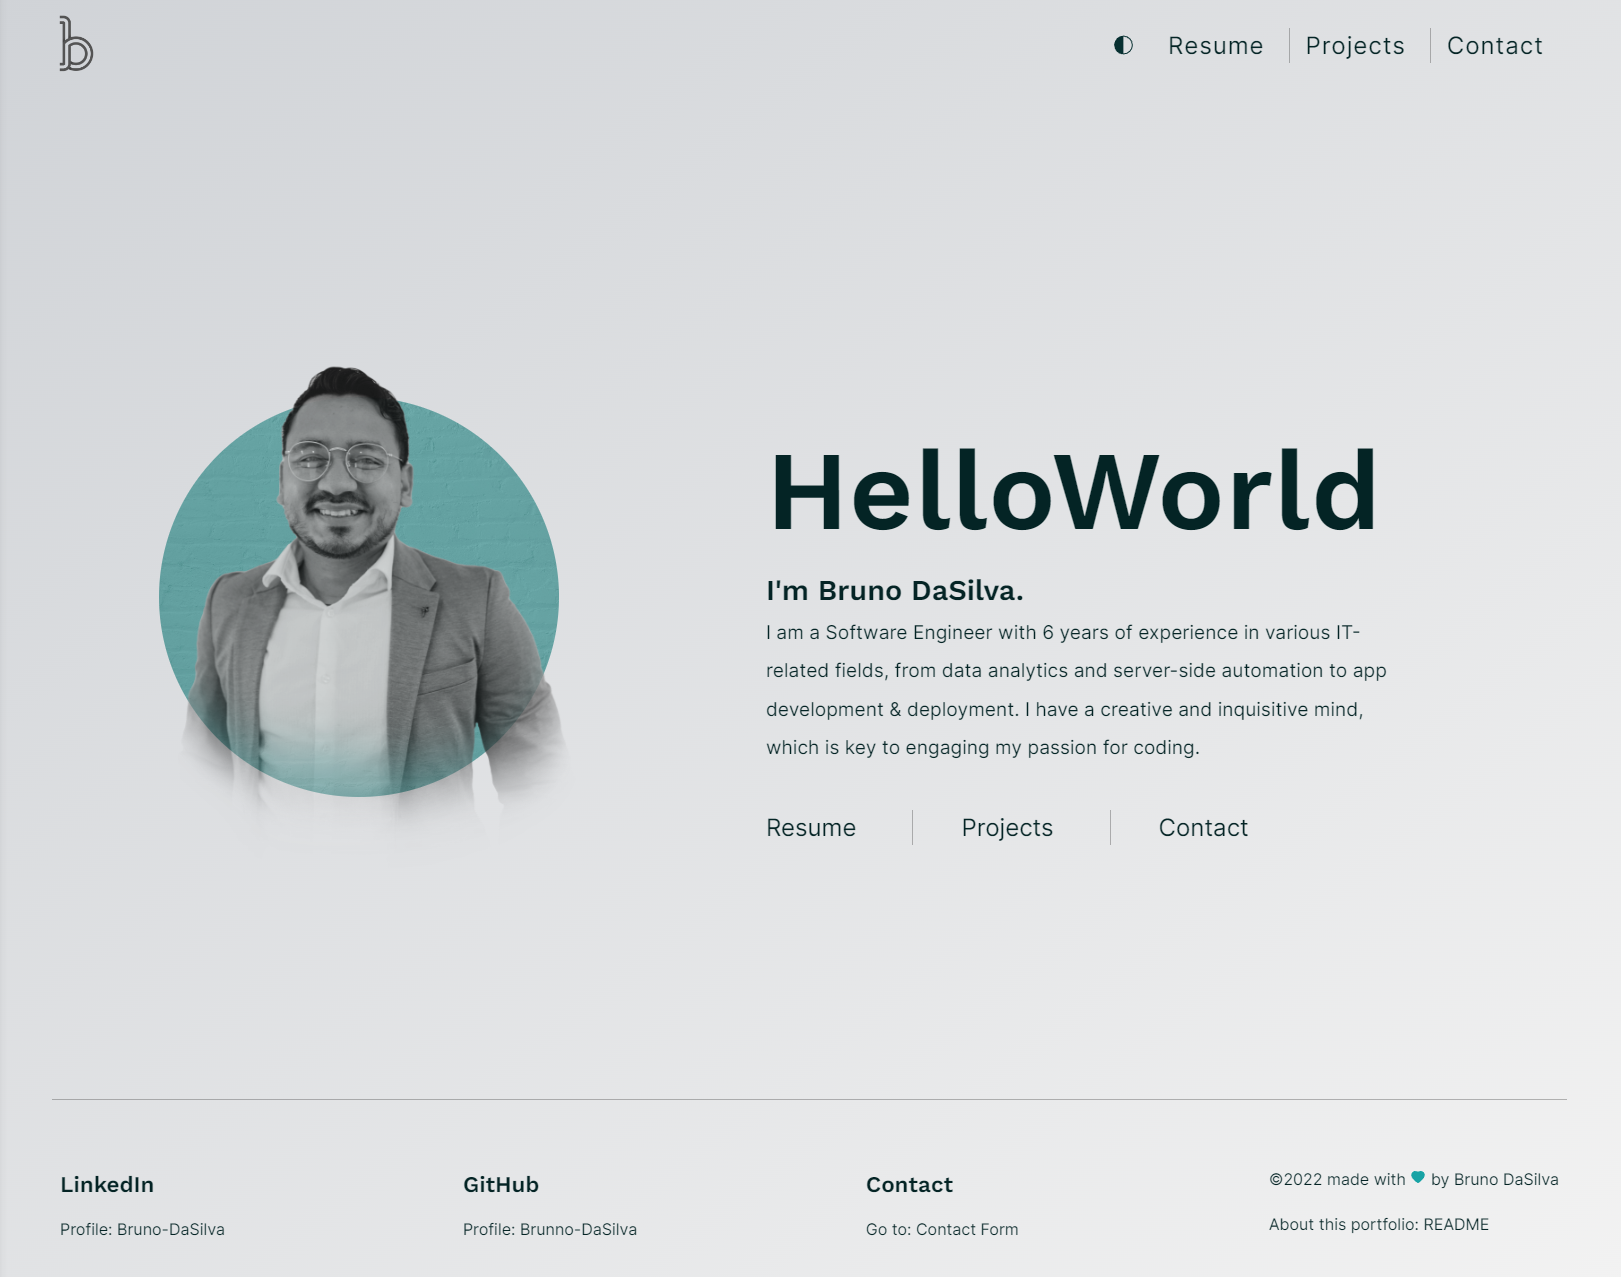 b
Resume
Projects
Contact
HelloWorld
I'm Bruno DaSilva.
I am a Software Engineer with 6 years of experience in various IT-
related fields, from data analytics and server-side automation to app
development & deployment. I have a creative and inquisitive mind,
which is key to engaging my passion for coding.
Resume
Projects
Contact
LinkedIn
Profile: Bruno-DaSilva
GitHub
Profile: Brunno-DaSilva
Contact
Go to: Contact Form
©2022 made with by Bruno DaSilva
About this portfolio: README